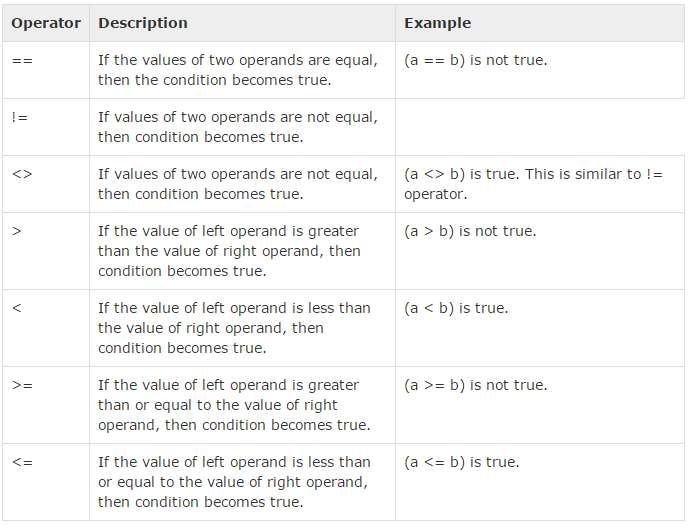 Operator Description Example
== If the values of two operands are equal, (a == b) is not true.
then the condition becomes true.
!= If values of two operands are not equal,
then condition becomes true.
<> If values of two operands are not equal, (a <> b) is true. This is similar to !=
then condition becomes true. operator.
> If the value of left operand is greater (a > b) is not true.
than the value of right operand, then
condition becomes true.
< If the value of left operand is less than (a < b) is true.
the value of right operand, then
condition becomes true.
>= If the value of left operand is greater (a >= b) is not true.
than or equal to the value of right
operand, then condition becomes true.
<= If the value of left operand is less than (a <= b) is true.
or equal to the value of right operand,
then condition becomes true.